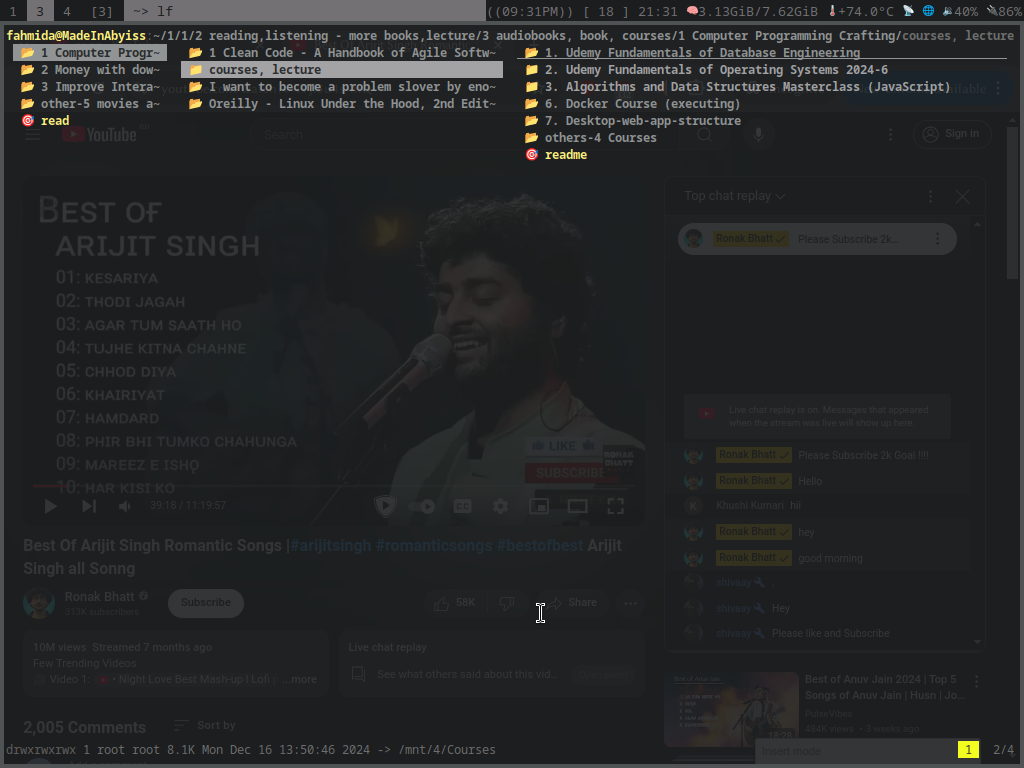 1 3 4 [3] ~> lf ((09:31PM)) [ 18 ] 21:31 3.13GiB/7.62GiB +74.0°C 40% 86%
fahmida@MadeInAbyiss:~/1/1/2 reading,listening - more books,lecture/3 audiobooks, book, courses/1 Computer Programming Crafting/courses, lecture
1 Computer Progr~ 1 Clean Code - A Handbook of Agile Softw~ 1. Udemy Fundamentals of Database Engineering
2 Money with dow~ courses, lecture 2. Udemy Fundamentals of Operating Systems 2024-6
3 Improve Intera~ I want to become a problem slover by eno~ 3. Algorithms and Data Structures Masterclass (JavaScript)
other-5 movies a~ Oreilly - Linux Under the Hood, 2nd Edit~ 6. Docker Course (executing)
read 7. Desktop-web-app-structure
others-4 Courses
readme
YouTube Search Sign in
BEST OF
ARIJIT SINGH
01: KESARIYA
02: THODI JAGAH
03: AGAR TUM SAATH HO
04: TUJHE KITNA CHAHNE
05: CHHOD DIYA
06: KHAIRIYAT
07: HAMDARD
08: PHIR BHI TUMKO CHAHUNGA
09: MAREEZ E ISHQ
10: HAR KISI KO
LIKE
SUBSCRIBE
RONAK BHATT
39:18 / 11:19:57
Top chat replay
Ronak Bhatt Please Subscribe 2k...
Live chat replay is on. Messages that appeared
when the stream was live will show up here.
Ronak Bhatt Please Subscribe 2k Goal !!!!
Ronak Bhatt Hello
K Khushi Kumari hii
Ronak Bhatt hey
Ronak Bhatt good morning
shivaay .
shivaay Hey
shivaay Please like and Subscribe
Best Of Arijit Singh Romantic Songs |#arijitsingh #romanticsongs #bestofbest Arijit
Singh all Sonng
Ronak Bhatt
313K subscribers
Subscribe
58K
Share
10M views Streamed 7 months ago
Few Trending Videos
Video 1: • Night Love Best Mash-up | Lofi ...more
Live chat replay
See what others said about this vid...
2,005 Comments
Sort by
Best of Anuv Jain 2024 | Top 5
Songs of Anuv Jain | Husn | Jo...
PulseVibes
884K views • 3 weeks ago
19:28
Insert mode
drwxrwxrwx 1 root root 8.1K Mon Dec 16 13:50:46 2024 -> /mnt/4/Courses 1 2/4